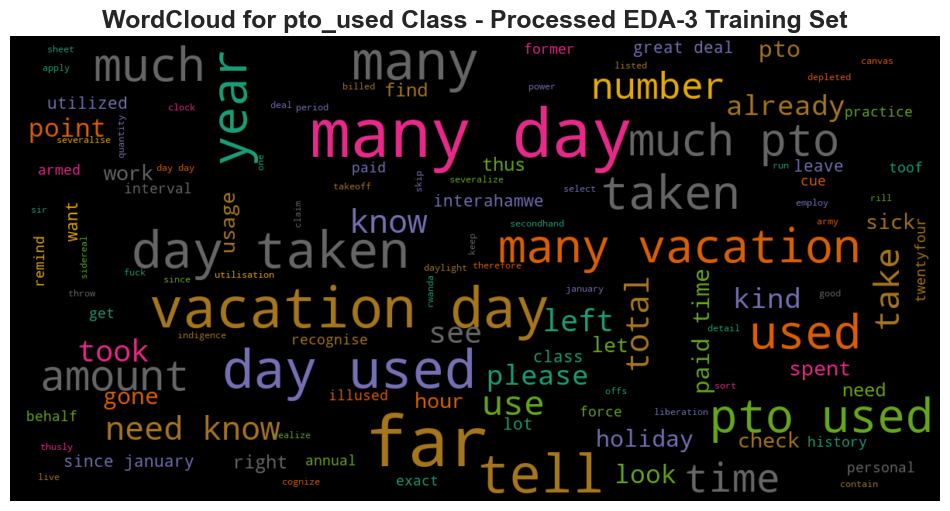 WordCloud for pto_used Class - Processed EDA-3 Training Set
sheet
apply
much
year
many
former
great deal
pto
canvas
listed
depleted
power
billed
find
number
already
practice
utilized
clock
deal
period
point
severalise
quantity
many day
much pto
one
armed
work
day day
interval
paid
takeoff
skip
thus
severalize
interahamwe
select
taken
run
leave
cue
employ
toof
rill
sir
want
remind
sidereal
usage
claim
know
secondhand
army
sick
twentyfour
day taken
fuck
since
utilisation
keep
daylight
therefore
rwanda
many vacation
january
good
take
throw
get
vacation day
indigence
recognise
see
left
total
paid time
kind
detail
used
let
class
took
amount
gone
day used
illused
hour
please
use
lot
offs
force
spent
sort
need
liberation
pto used
behalf
thusly
need know
realize
far
holiday
check
history
since january
right
annual
live
cognize
exact
tell
look
time
personal
contain